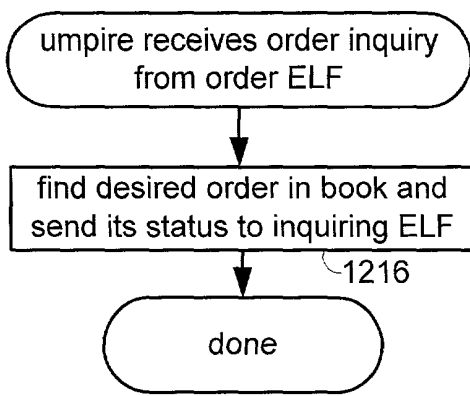 umpire receives order inquiry
from order ELF
find desired order in book and
send its status to inquiring ELF
1216
done